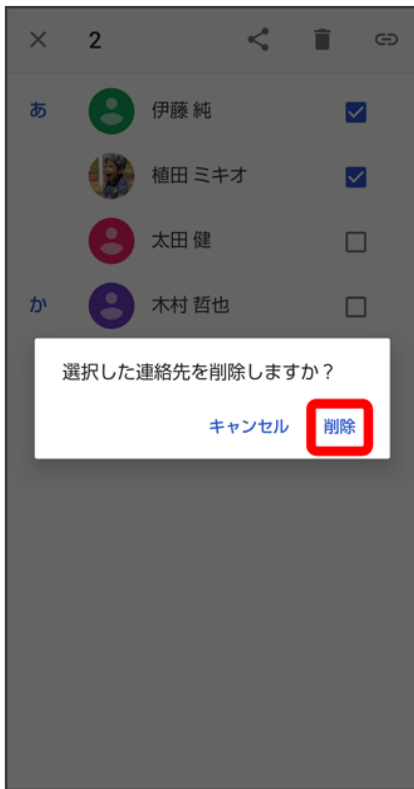 2
あ
伊藤 純
植田 ミキオ
太田 健
か
木村 哲也
選択した連絡先を削除しますか？
キャンセル 削除